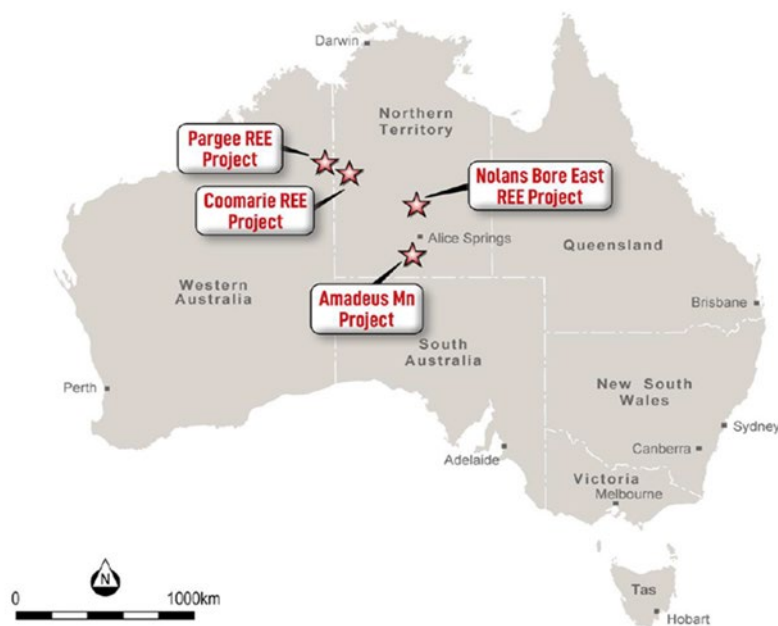 Darwin
Northern
Territory
Pargee REE
Project
Coomarie REE
Project
Nolans Bore East
REE Project
Alice Springs
Queensland
Western
Australia
Amadeus Mn
Project
Brisbane
South
Australia
Perth
New South
Wales
Sydney
Canberra
Adelaide
Victoria
Melbourne
N
0 1000km
Tas
Hobart